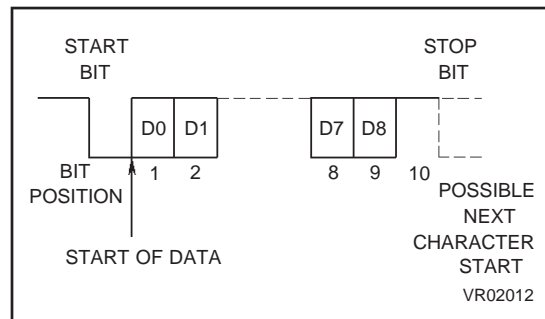 START
BIT
STOP
BIT
D0 D1 D7 D8
BIT
POSITION
1 2 8 9 10
START OF DATA
POSSIBLE
NEXT
CHARACTER
START
VR02012